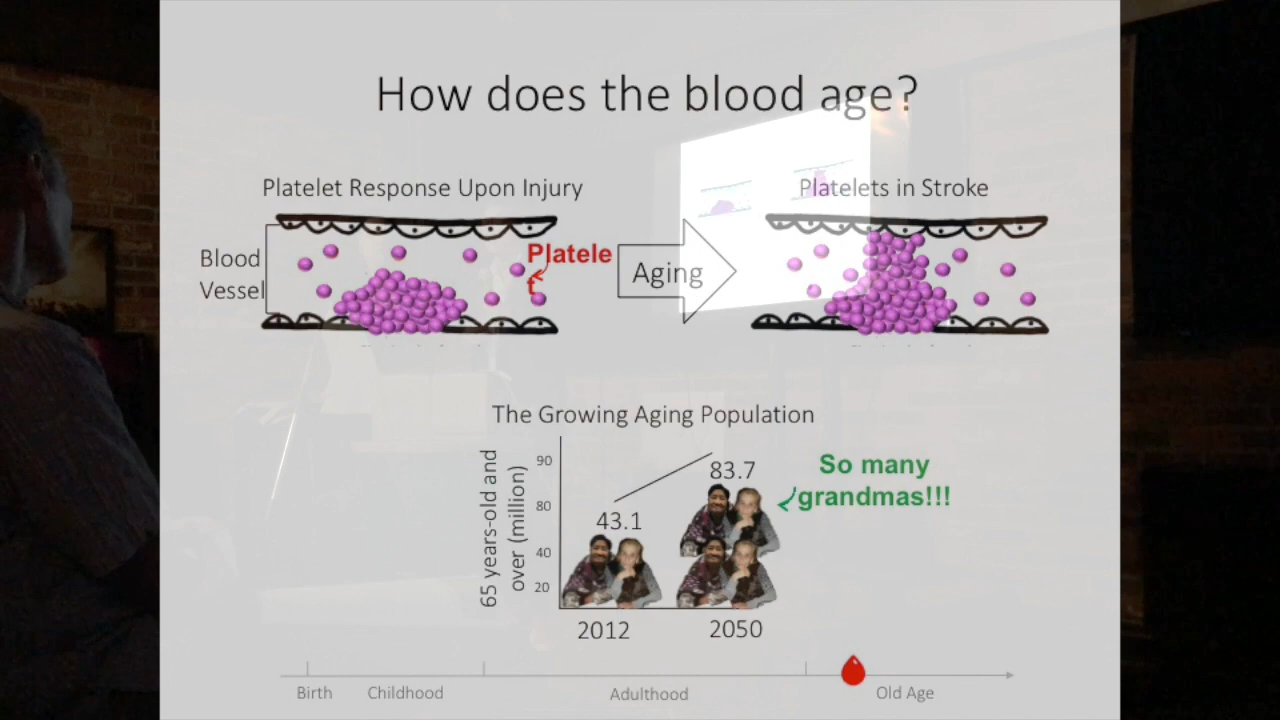 How does the blood age?
Platelet Response Upon Injury
Platelets in Stroke
Blood
Vessel
Platele
t
Aging
The Growing Aging Population
65 years-old and
over (million)
90
80
40
20
43.1
83.7
So many
grandmas!!!
2012
2050
Birth
Childhood
Adulthood
Old Age